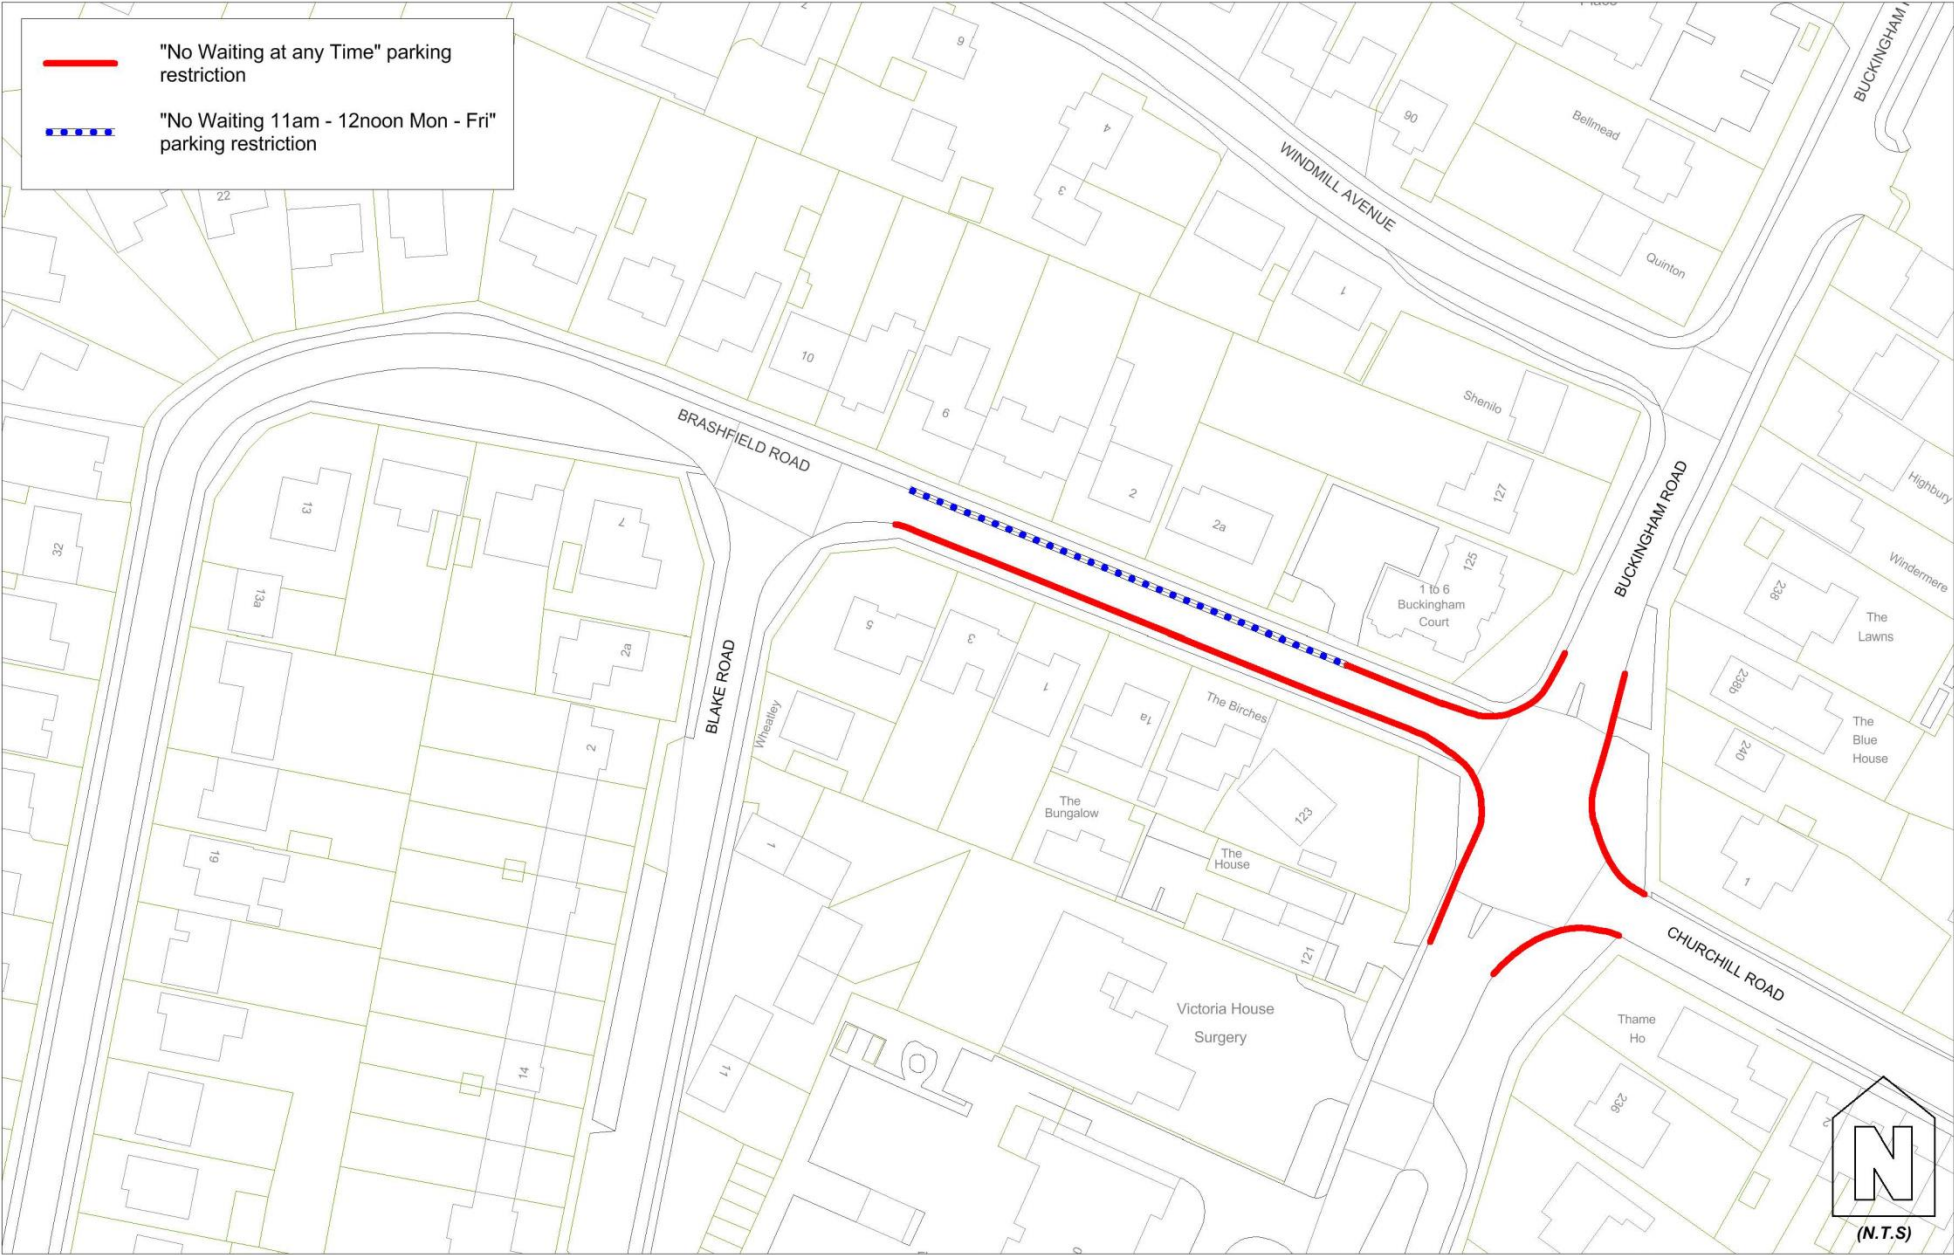 "No Waiting at any Time" parking
restriction
"No Waiting 11am - 12noon Mon - Fri"
parking restriction
BUCKINGHAM
9
4
3
90
Bellmead
WINDMILL AVENUE
Quinton
22
1
10
6
2
2a
Shenilo
127
BRASHFIELD ROAD
BUCKINGHAM ROAD
Highbury
Windermere
13
7
32
13a
2a
5
3
1
1a
The Birches
125
1 to 6
Buckingham
Court
238
The
Lawns
238b
The
Blue
House
240
BLAKE ROAD
Wheatley
2
The
Bungalow
123
The
House
1
1
19
121
CHURCHILL ROAD
Victoria House
Surgery
Thame
Ho
236
14
11
2
N
(N.T.S)